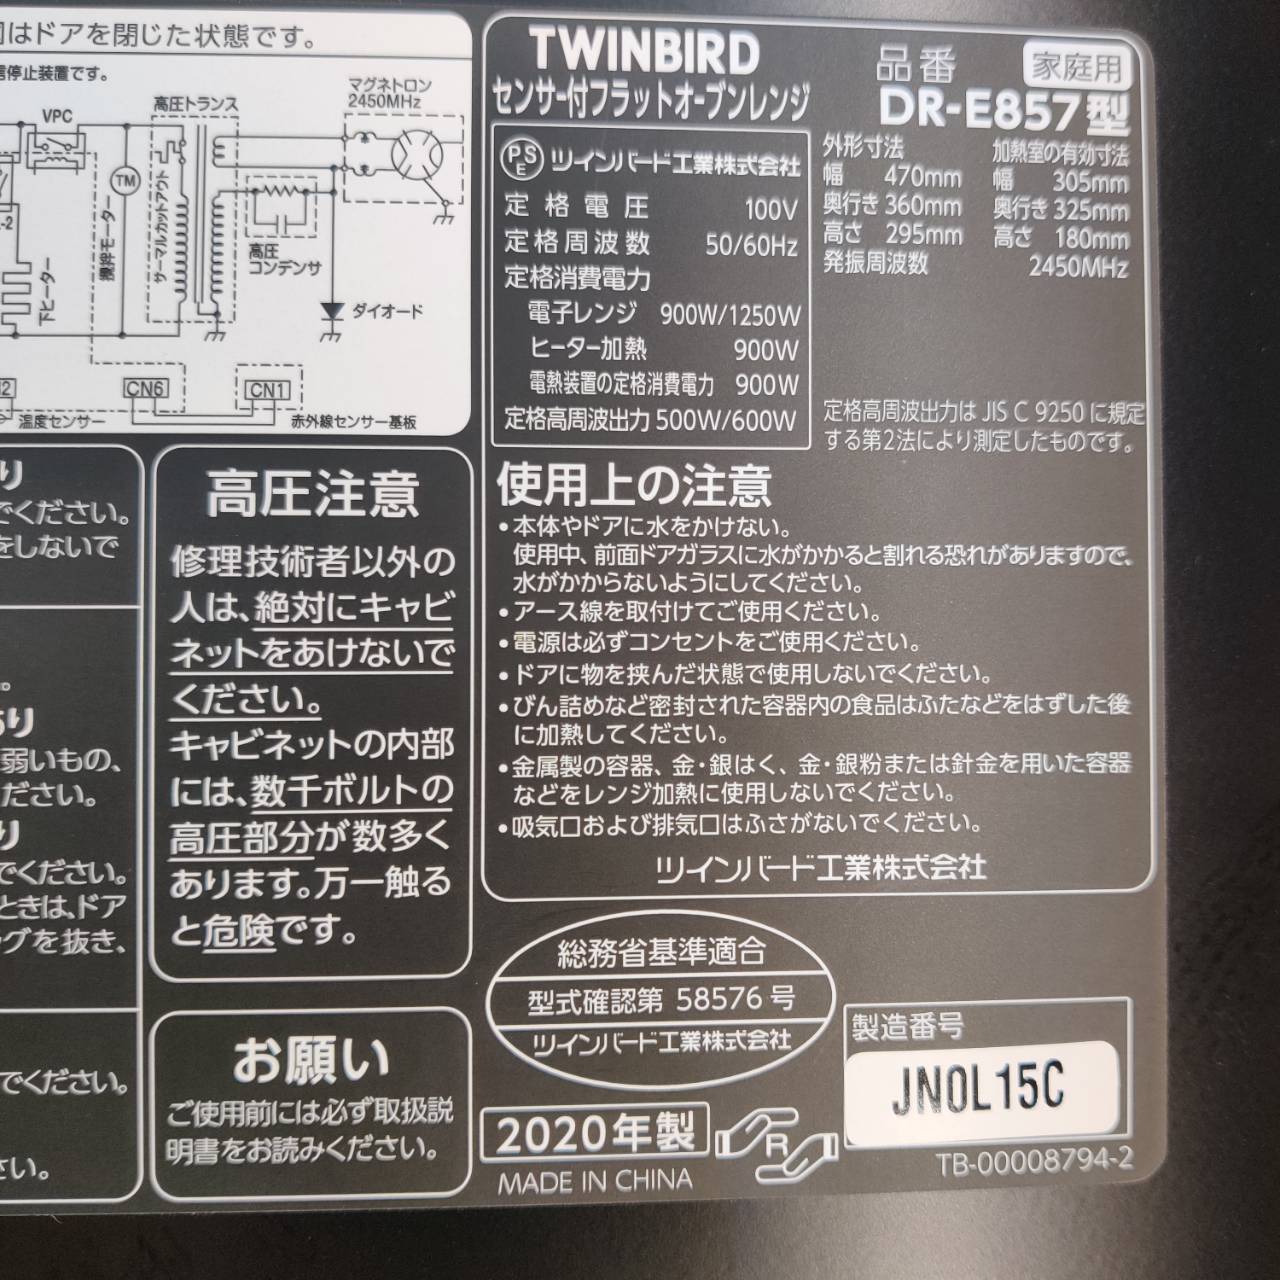 はドアを閉じた状態です。
停止装置です。
VPC
高圧トランス
マグネトロン
2450MHz
TM
撹拌モーター
サーマルカットアウト
下ヒーター
高圧
コンデンサ
ダイオード
CN6
CN1
温度センサー
赤外線センサー基板
り
でください。
をしないで
り
弱いもの、
ださい。
り
でください。
ときは、ドア
グを抜き、
でください。
さい。
高圧注意
修理技術者以外の
人は、絶対にキャビ
ネットをあけないで
ください。
キャビネットの内部
には、数千ボルトの
高圧部分が数多く
あります。万一触る
と危険です。
お願い
ご使用前には必ず取扱説
明書をお読みください。
TWINBIRD
センサー付フラットオーブンレンジ
品番
家庭用
DR-E857型
PSE ツインバード工業株式会社
定格電圧 100V
定格周波数 50/60Hz
定格消費電力
電子レンジ 900W/1250W
ヒーター加熱 900W
電熱装置の定格消費電力 900W
定格高周波出力 500W/600W
外形寸法
幅 470mm
奥行き 360mm
高さ 295mm
加熱室の有効寸法
幅 305mm
奥行き 325mm
高さ 180mm
発振周波数 2450MHz
定格高周波出力は JIS C 9250 に規定
する第2法により測定したものです。
使用上の注意
•本体やドアに水をかけない。
使用中、前面ドアガラスに水がかかると割れる恐れがありますので、
水がかからないようにしてください。
•アース線を取付けてご使用ください。
•電源は必ずコンセントをご使用ください。
•ドアに物を挟んだ状態で使用しないでください。
•びん詰めなど密封された容器内の食品はふたなどをはずした後
に加熱してください。
•金属製の容器、金・銀はく、金・銀粉または針金を用いた容器
などをレンジ加熱に使用しないでください。
•吸気口および排気口はふさがないでください。
ツインバード工業株式会社
総務省基準適合
型式確認第 58576 号
ツインバード工業株式会社
2020年製
R
MADE IN CHINA
製造番号
JN0L15C
TB-00008794-2